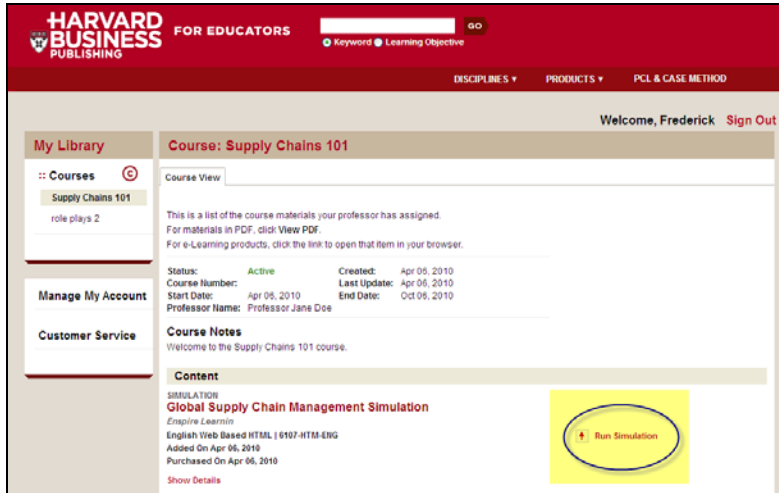 HARVARD
BUSINESS
PUBLISHING
FOR EDUCATORS
GO
Keyword Learning Objective
DISCIPLINES PRODUCTS PCL & CASE METHOD
Welcome, Frederick Sign Out
My Library
:: Courses ©
Supply Chains 101
role plays 2
Manage My Account
Customer Service
Course: Supply Chains 101
Course View
This is a list of the course materials your professor has assigned.
For materials in PDF, click View PDF.
For e-Learning products, click the link to open that item in your browser.
Status: Active Created: Apr 06, 2010
Course Number: Last Update: Apr 06, 2010
Start Date: Apr 06, 2010 End Date: Oct 06, 2010
Professor Name: Professor Jane Doe
Course Notes
Welcome to the Supply Chains 101 course.
Content
SIMULATION
Global Supply Chain Management Simulation
Enspire Learnin
English Web Based HTML | 6107-HTM-ENG
Added On Apr 06, 2010
Purchased On Apr 06, 2010
Show Details
Run Simulation